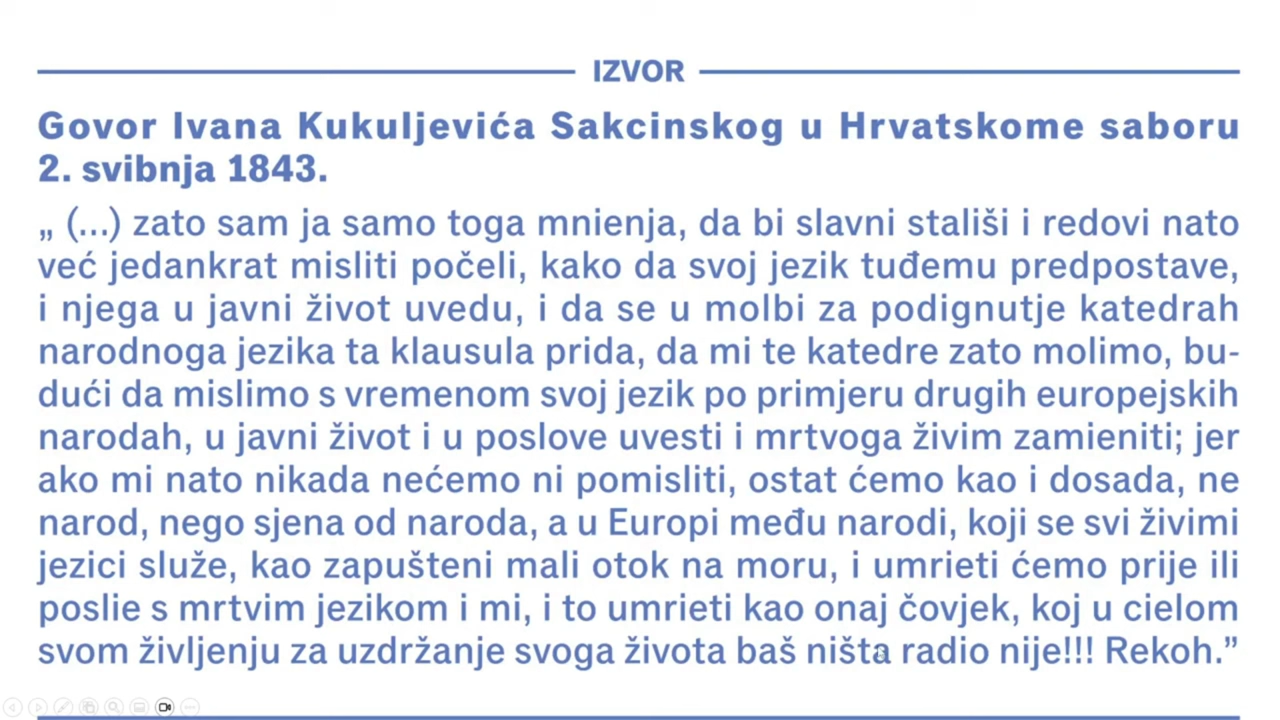 IZVOR
Govor Ivana Kukuljevića Sakcinskog u Hrvatskome saboru
2. svibnja 1843.
„ (...) zato sam ja samo toga mnienja, da bi slavni stališi i redovi nato
već jedankrat misliti počeli, kako da svoj jezik tuđemu predpostave,
i njega u javni život uvedu, i da se u molbi za podignutje katedrah
narodnoga jezika ta klausula prida, da mi te katedre zato molimo, bu-
dući da mislimo s vremenom svoj jezik po primjeru drugih europejskih
narodah, u javni život i u poslove uvesti i mrtvoga živim zamieniti; jer
ako mi nato nikada nećemo ni pomisliti, ostat ćemo kao i dosada, ne
narod, nego sjena od naroda, a u Europi među narodi, koji se svi živimi
jezici služe, kao zapušteni mali otok na moru, i umrieti ćemo prije ili
poslie s mrtvim jezikom i mi, i to umrieti kao onaj čovjek, koj u cielom
svom življenju za uzdržanje svoga života baš ništa radio nije!!! Rekoh.”